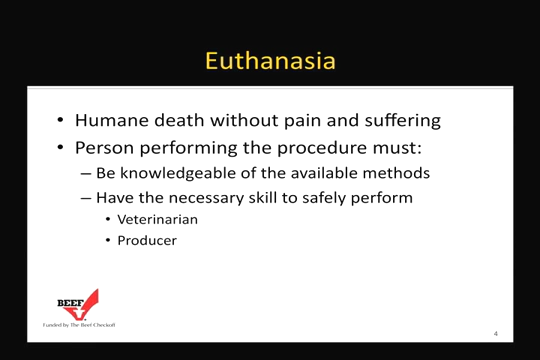 Euthanasia
• Humane death without pain and suffering
• Person performing the procedure must:
– Be knowledgeable of the available methods
– Have the necessary skill to safely perform
• Veterinarian
• Producer
BEEF
Funded by The Beef Checkoff
4